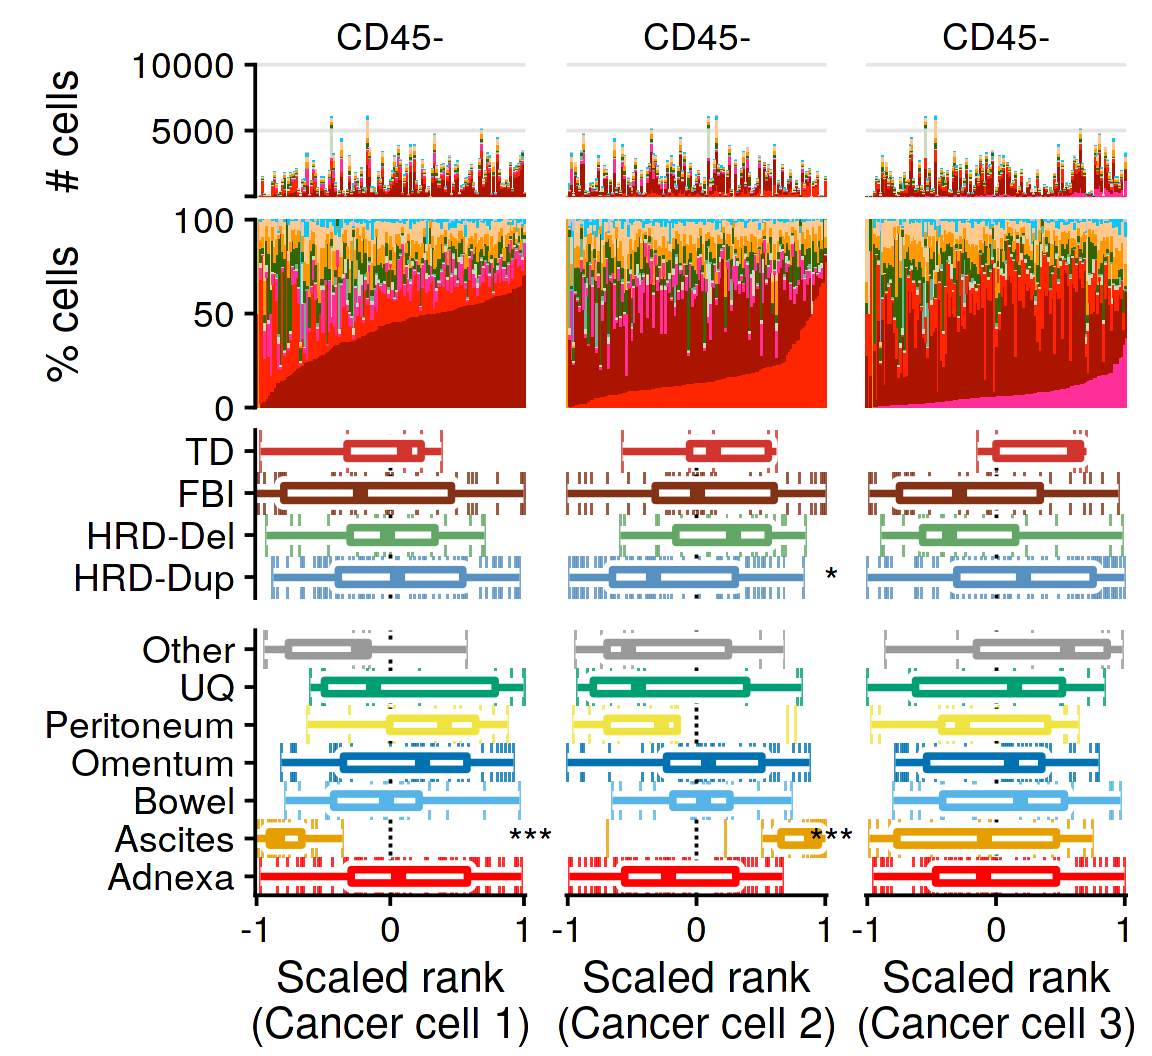 CD45- CD45- CD45-
# cells
10000
5000
% cells
100
50
0
TD
FBI
HRD-Del
HRD-Dup *
Other
UQ
Peritoneum
Omentum
Bowel
Ascites *** ***
Adnexa
-1 0 1 -1 0 1 -1 0 1
Scaled rank Scaled rank Scaled rank
(Cancer cell 1) (Cancer cell 2) (Cancer cell 3)